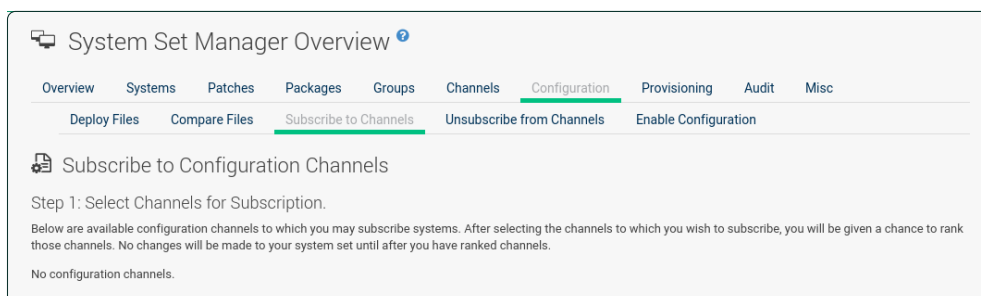 System Set Manager Overview ?
Overview Systems Patches Packages Groups Channels Configuration Provisioning Audit Misc
Deploy Files Compare Files Subscribe to Channels Unsubscribe from Channels Enable Configuration
Subscribe to Configuration Channels
Step 1: Select Channels for Subscription.
Below are available configuration channels to which you may subscribe systems. After selecting the channels to which you wish to subscribe, you will be given a chance to rank
those channels. No changes will be made to your system set until after you have ranked channels.
No configuration channels.